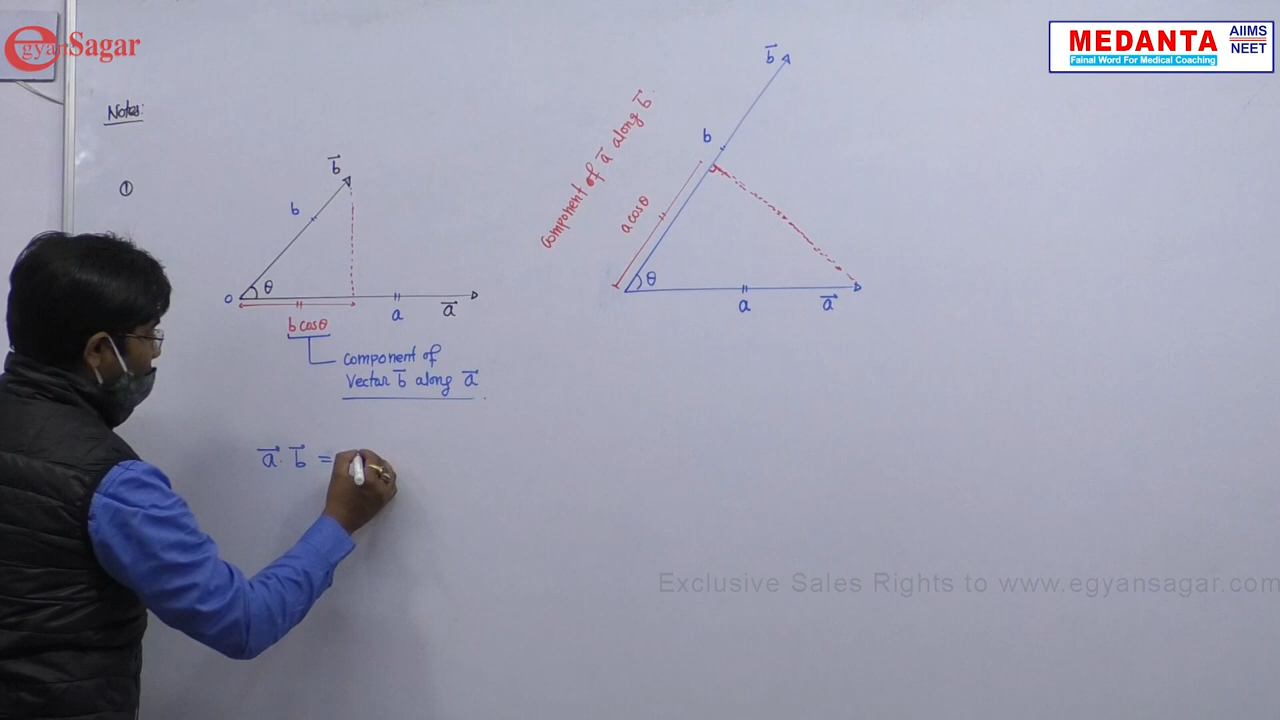 egyanSagar
MEDANTA
AIIMS
NEET
Fainal Word For Medical Coaching
Notes:
①
b⃗
b
θ
o
a
a⃗
b cosθ
component of
vector b⃗ along a⃗
a⃗ . b⃗ =
b⃗
b
component of a⃗ along b⃗.
a cosθ
θ
a
a⃗
Exclusive Sales Rights to www.egyansagar.com